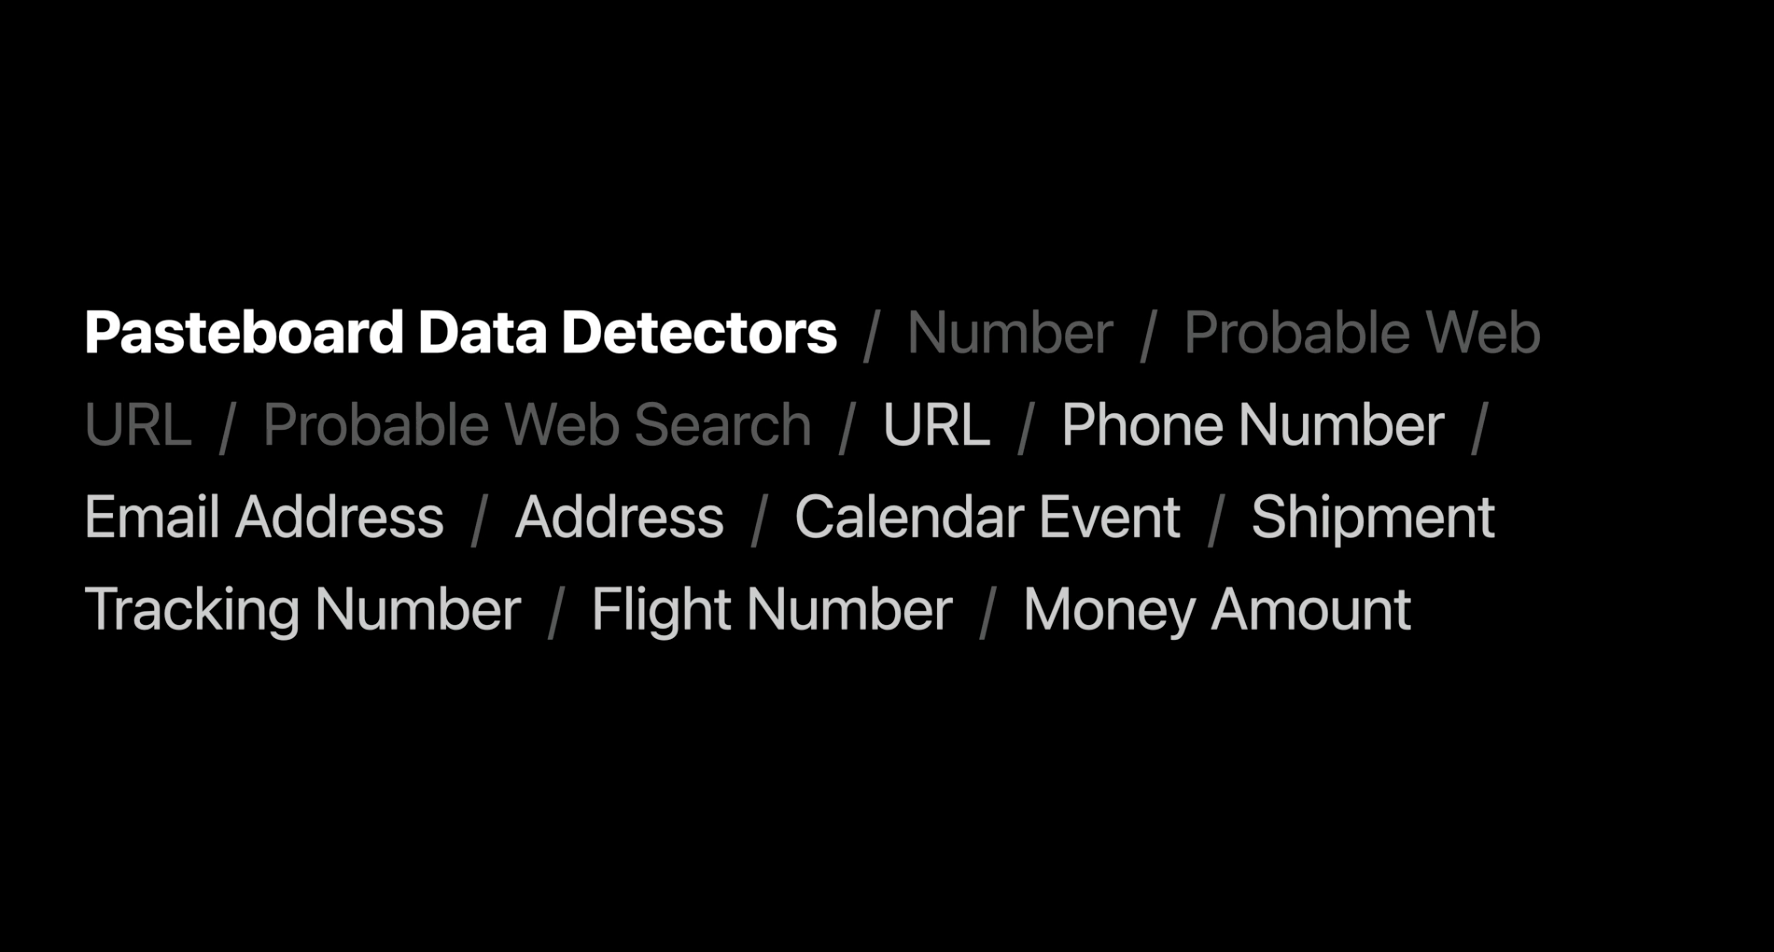 Pasteboard Data Detectors / Number / Probable Web
URL / Probable Web Search / URL / Phone Number /
Email Address / Address / Calendar Event / Shipment
Tracking Number / Flight Number / Money Amount